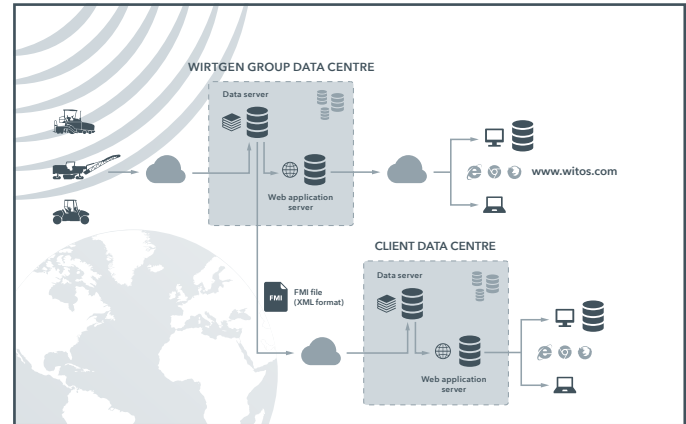 WIRTGEN GROUP DATA CENTRE
Data server
Web application
server
www.witos.com
CLIENT DATA CENTRE
Data server
FMI
FMI file
(XML format)
Web application
server